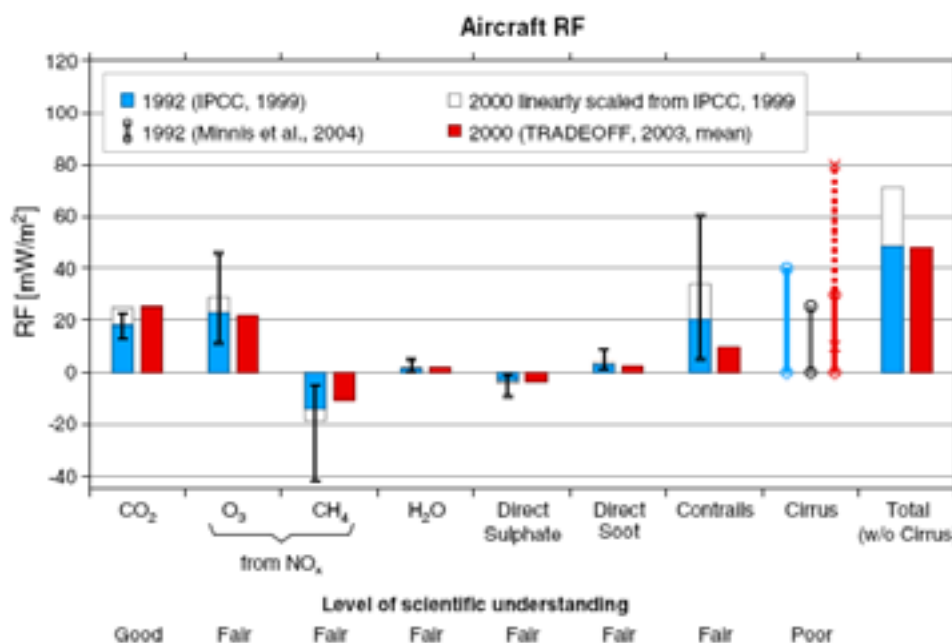 Aircraft RF
120
100
80
60
40
20
0
-20
-40
RF [mW/m²]
1992 (IPCC, 1999)
2000 linearly scaled from IPCC, 1999
1992 (Minnis et al., 2004)
2000 (TRADEOFF, 2003, mean)
CO₂
O₃
CH₄
H₂O
Direct
Sulphate
Direct
Soot
Contrails
Cirrus
Total
(w/o Cirrus
from NOₓ
Level of scientific understanding
Good Fair Fair Fair Fair Fair Fair Poor